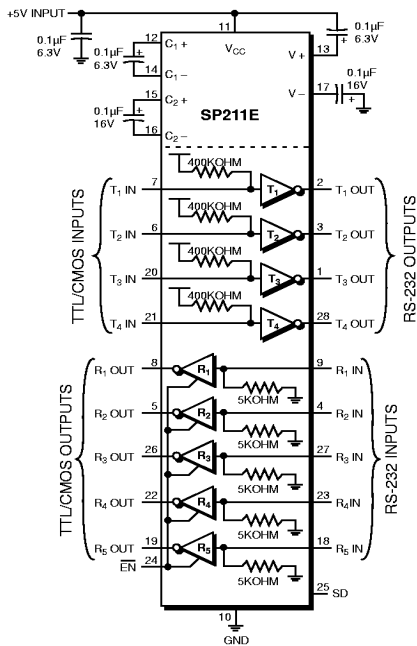 +5V INPUT
0.1µF
6.3V
11
VCC
0.1µF
6.3V
12
C1 +
0.1µF
6.3V
14
C1 –
V +
13
15
C2 +
0.1µF
16V
16
C2 –
V –
17
0.1µF
16V
SP211E
400KOHM
T1 IN
7
T1
2
T1 OUT
400KOHM
T2 IN
6
T2
3
T2 OUT
400KOHM
T3 IN
20
T3
1
T3 OUT
400KOHM
T4 IN
21
T4
28
T4 OUT
TTL/CMOS INPUTS
RS-232 OUTPUTS
R1 OUT
8
R1
9
R1 IN
5KOHM
R2 OUT
5
R2
4
R2 IN
5KOHM
R3 OUT
26
R3
27
R3 IN
5KOHM
R4 OUT
22
R4
23
R4IN
5KOHM
R5 OUT
19
R5
18
R5 IN
5KOHM
TTL/CMOS OUTPUTS
RS-232 INPUTS
EN
24
25
SD
10
GND